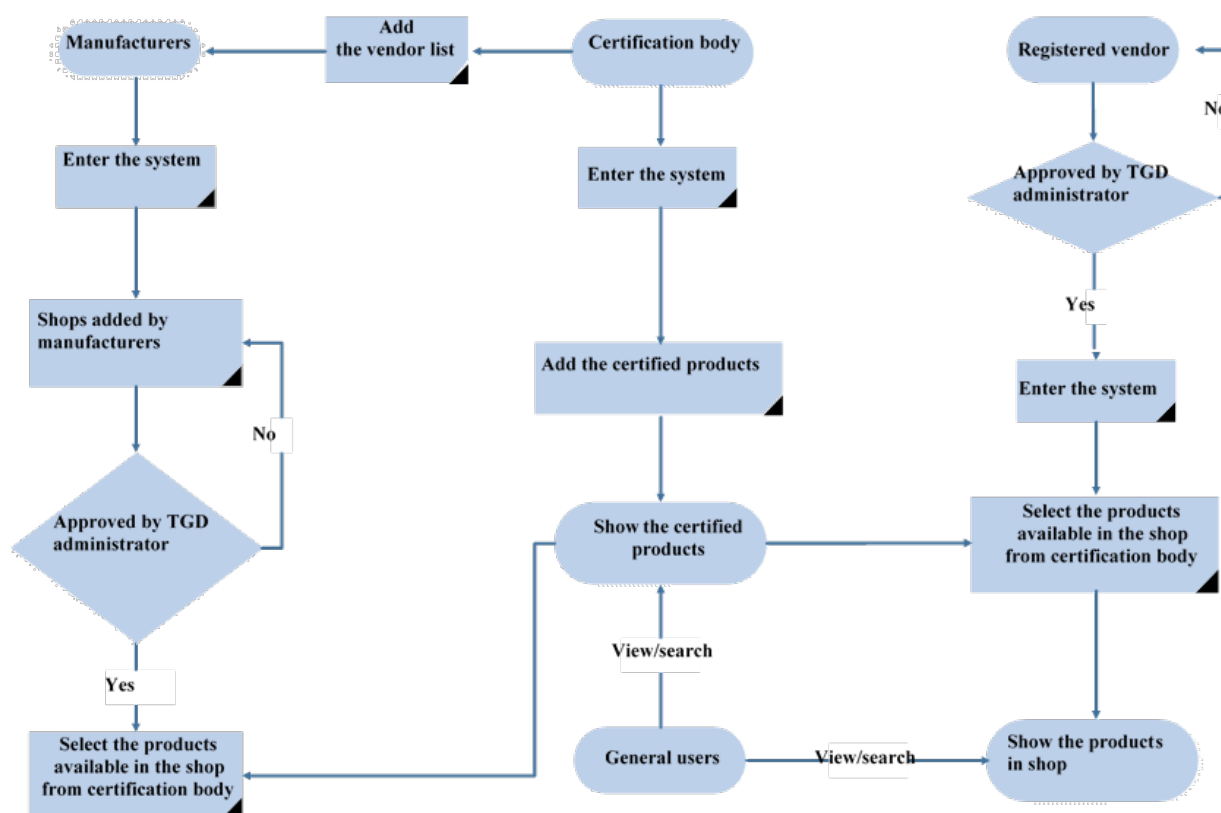 Manufacturers
Add
the vendor list
Certification body
Registered vendor
No
Enter the system
Enter the system
Approved by TGD
administrator
Yes
Shops added by
manufacturers
Add the certified products
Enter the system
No
Approved by TGD
administrator
Show the certified
products
Select the products
available in the shop
from certification body
View/search
Yes
Select the products
available in the shop
from certification body
General users
View/search
Show the products
in shop